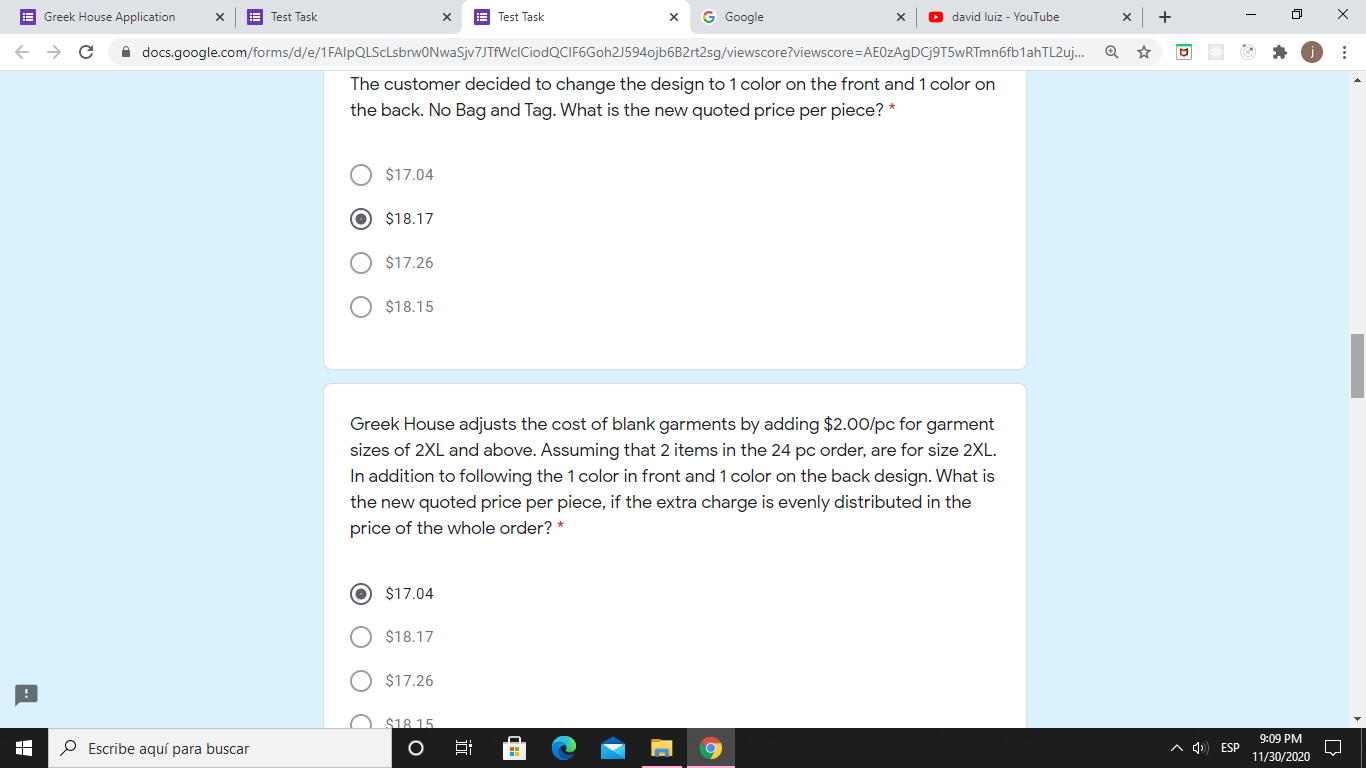 Greek House Application
Test Task
Test Task
Google
david luiz - YouTube
docs.google.com/forms/d/e/1FAIpQLScLsbrw0NwaSjv7JTfWclCiodQClF6Goh2J594ojb6B2rt2sg/viewscore?viewscore=AE0zAgDCj9T5wRTmn6fb1ahTL2uj...
j
The customer decided to change the design to 1 color on the front and 1 color on
the back. No Bag and Tag. What is the new quoted price per piece? *
$17.04
$18.17
$17.26
$18.15
Greek House adjusts the cost of blank garments by adding $2.00/pc for garment
sizes of 2XL and above. Assuming that 2 items in the 24 pc order, are for size 2XL.
In addition to following the 1 color in front and 1 color on the back design. What is
the new quoted price per piece, if the extra charge is evenly distributed in the
price of the whole order? *
$17.04
$18.17
$17.26
$18.15
Escribe aquí para buscar
ESP
9:09 PM
11/30/2020